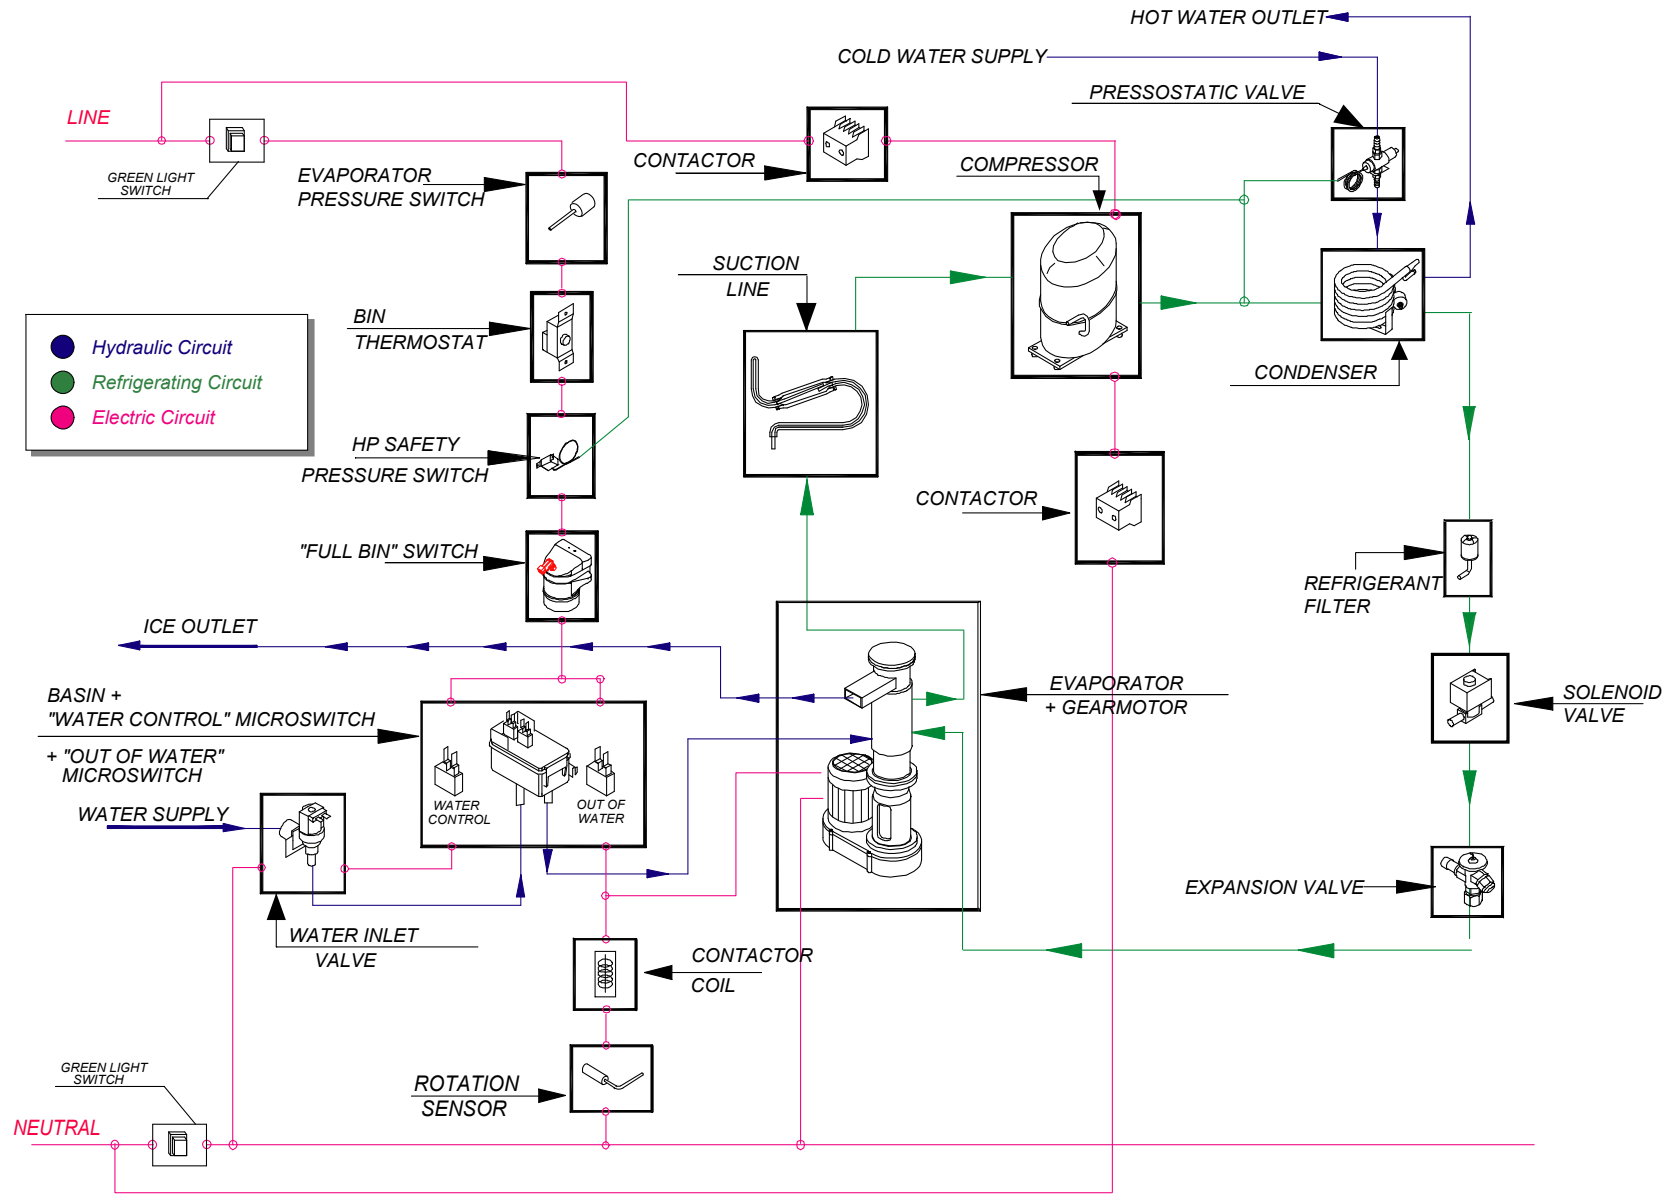 HOT WATER OUTLET
COLD WATER SUPPLY
PRESSOSTATIC VALVE
LINE
GREEN LIGHT
SWITCH
EVAPORATOR
PRESSURE SWITCH
CONTACTOR
COMPRESSOR
SUCTION
LINE
BIN
THERMOSTAT
Hydraulic Circuit
Refrigerating Circuit
Electric Circuit
CONDENSER
HP SAFETY
PRESSURE SWITCH
CONTACTOR
"FULL BIN" SWITCH
REFRIGERANT
FILTER
ICE OUTLET
BASIN +
"WATER CONTROL" MICROSWITCH
+ "OUT OF WATER"
MICROSWITCH
EVAPORATOR
+ GEARMOTOR
SOLENOID
VALVE
WATER
CONTROL
OUT OF
WATER
WATER SUPPLY
EXPANSION VALVE
WATER INLET
VALVE
CONTACTOR
COIL
GREEN LIGHT
SWITCH
ROTATION
SENSOR
NEUTRAL